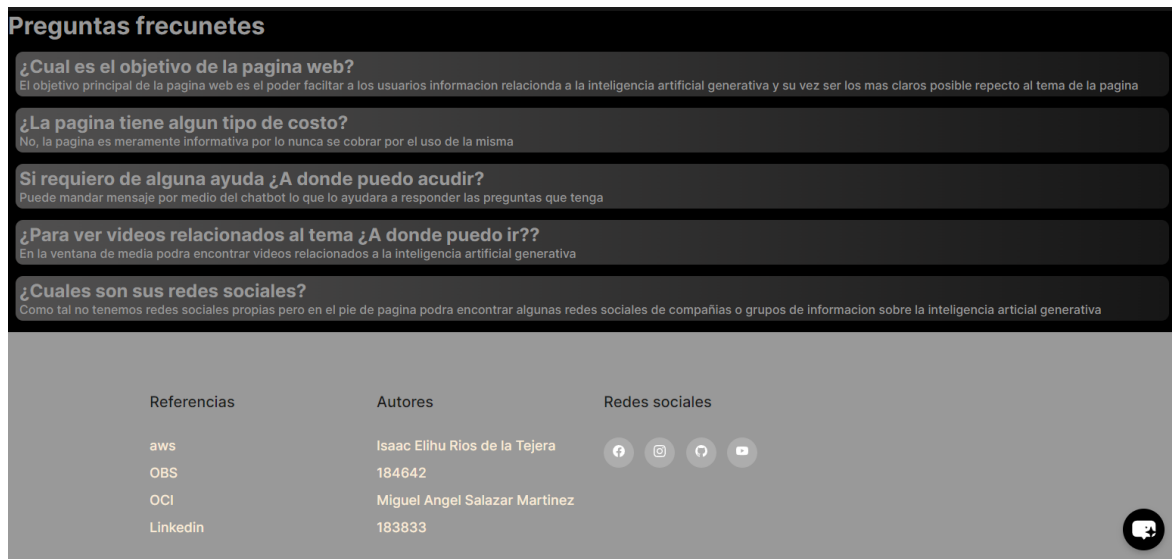 Preguntas frecunetes
¿Cual es el objetivo de la pagina web?
El objetivo principal de la pagina web es el poder faciltar a los usuarios informacion relacionda a la inteligencia artificial generativa y su vez ser los mas claros posible repecto al tema de la pagina
¿La pagina tiene algun tipo de costo?
No, la pagina es meramente informativa por lo nunca se cobrar por el uso de la misma
Si requiero de alguna ayuda ¿A donde puedo acudir?
Puede mandar mensaje por medio del chatbot lo que lo ayudara a responder las preguntas que tenga
¿Para ver videos relacionados al tema ¿A donde puedo ir??
En la ventana de media podra encontrar videos relacionados a la inteligencia artificial generativa
¿Cuales son sus redes sociales?
Como tal no tenemos redes sociales propias pero en el pie de pagina podra encontrar algunas redes sociales de compañias o grupos de informacion sobre la inteligencia articial generativa
Referencias
aws
OBS
OCI
Linkedin
Autores
Isaac Elihu Rios de la Tejera
184642
Miguel Angel Salazar Martinez
183833
Redes sociales